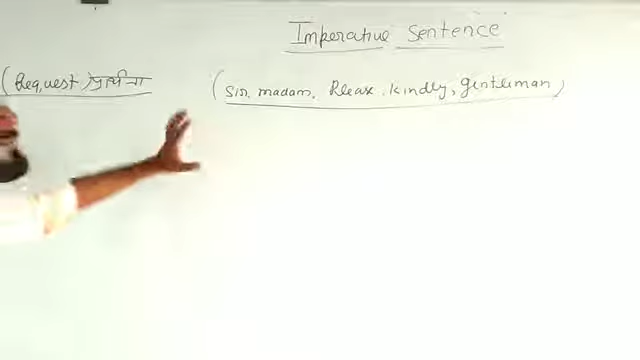 Imperative Sentence
(Request प्रार्थना (Sir, madam, Please, kindly, gentleman)